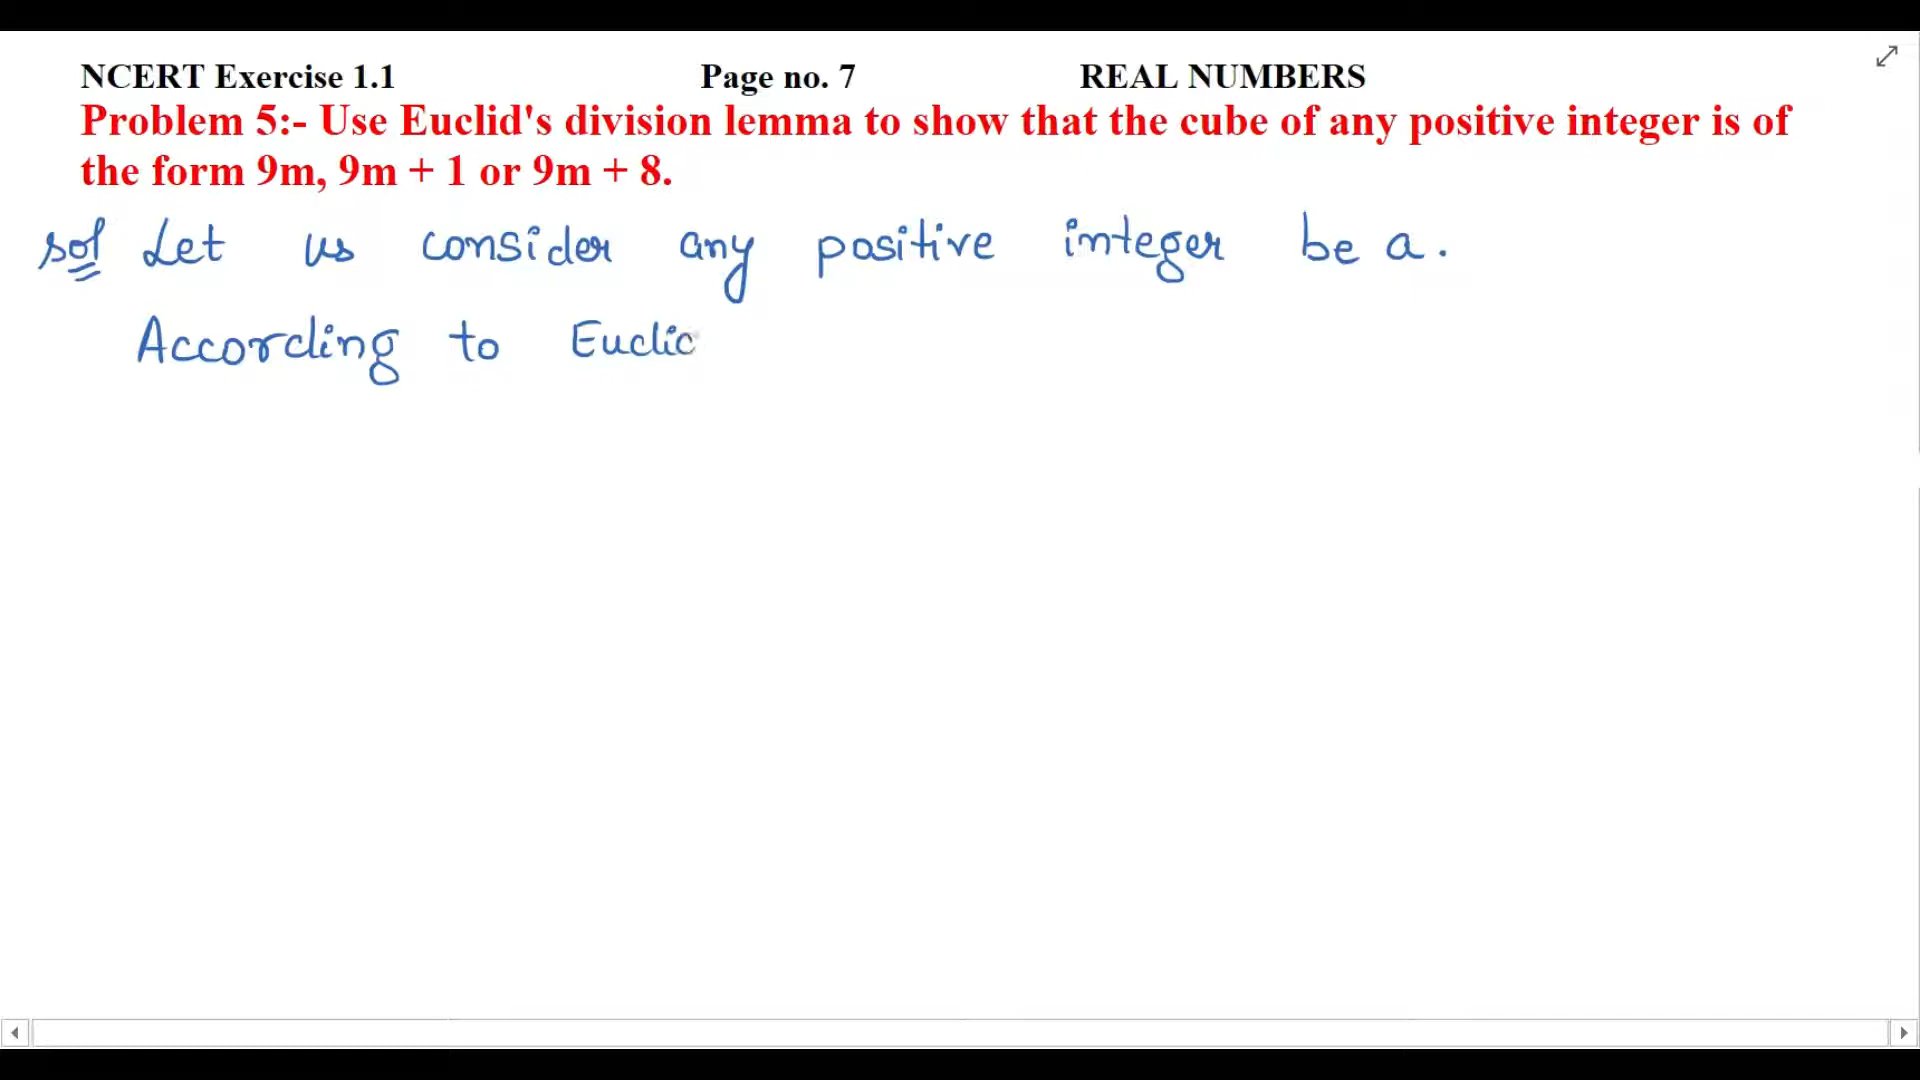 NCERT Exercise 1.1 Page no. 7 REAL NUMBERS
Problem 5:- Use Euclid's division lemma to show that the cube of any positive integer is of
the form 9m, 9m + 1 or 9m + 8.
sol Let us consider any positive integer be a.
According to Euclic